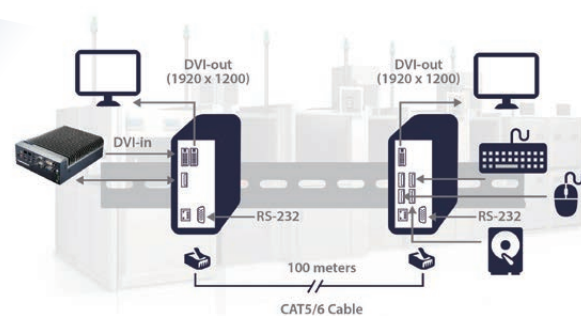 DVI-out
(1920 x 1200)
DVI-out
(1920 x 1200)
DVI-in
RS-232
RS-232
100 meters
CAT5/6 Cable